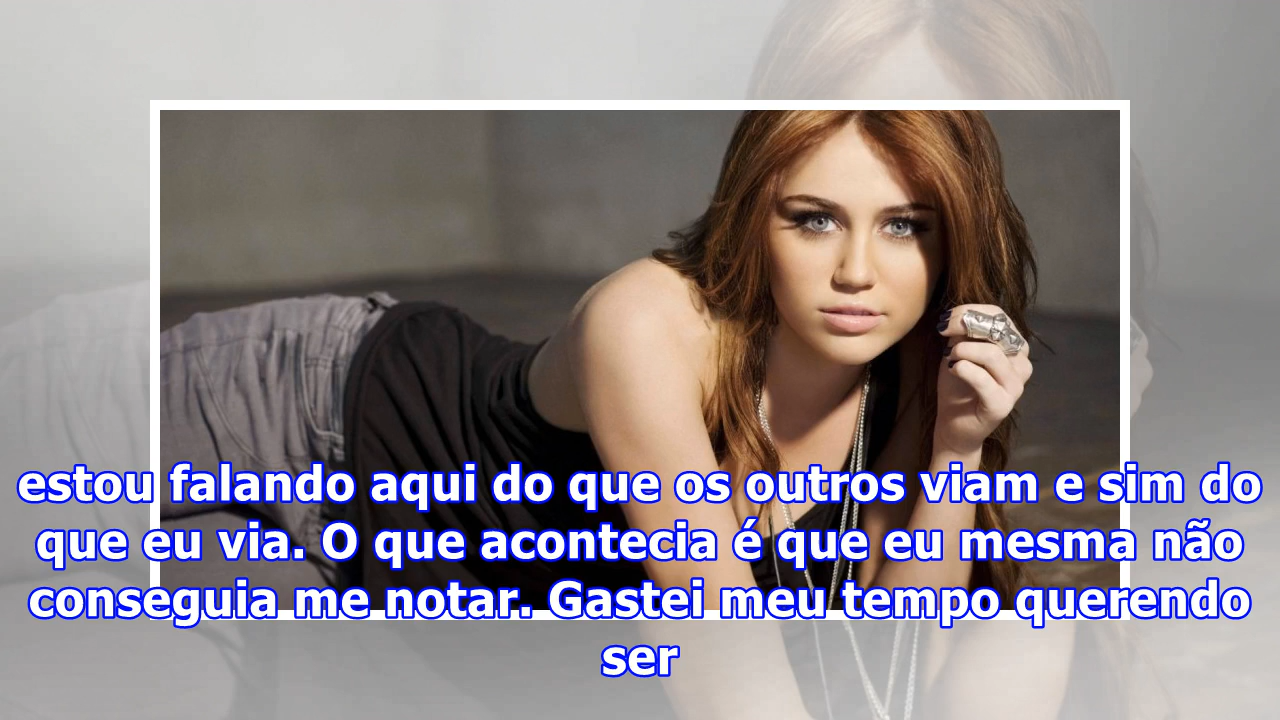 estou falando aqui do que os outros viam e sim do
que eu via. O que acontecia é que eu mesma não
conseguia me notar. Gastei meu tempo querendo
ser